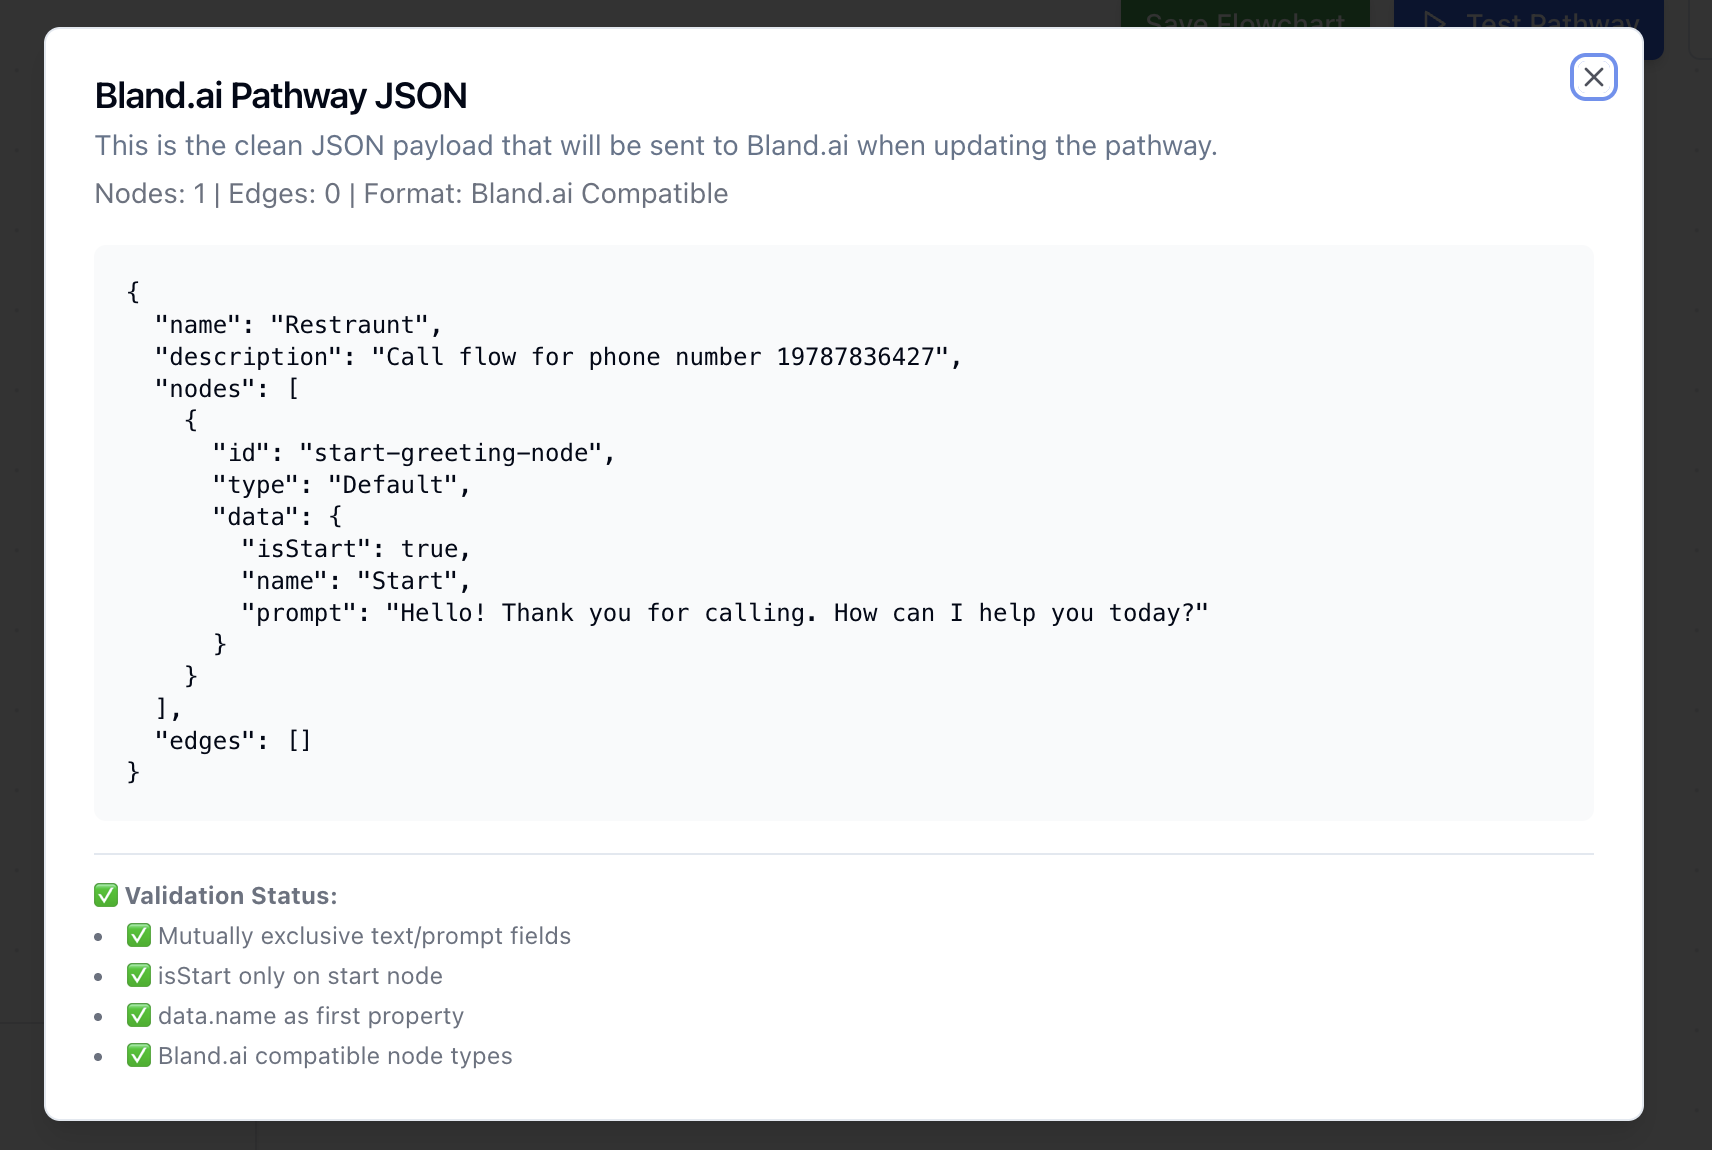 Save Flowchart
Test Pathway
Bland.ai Pathway JSON
This is the clean JSON payload that will be sent to Bland.ai when updating the pathway.
Nodes: 1 | Edges: 0 | Format: Bland.ai Compatible
{
  "name": "Restraunt",
  "description": "Call flow for phone number 19787836427",
  "nodes": [
    {
      "id": "start-greeting-node",
      "type": "Default",
      "data": {
        "isStart": true,
        "name": "Start",
        "prompt": "Hello! Thank you for calling. How can I help you today?"
      }
    }
  ],
  "edges": []
}
✅ Validation Status:
• ✅ Mutually exclusive text/prompt fields
• ✅ isStart only on start node
• ✅ data.name as first property
• ✅ Bland.ai compatible node types